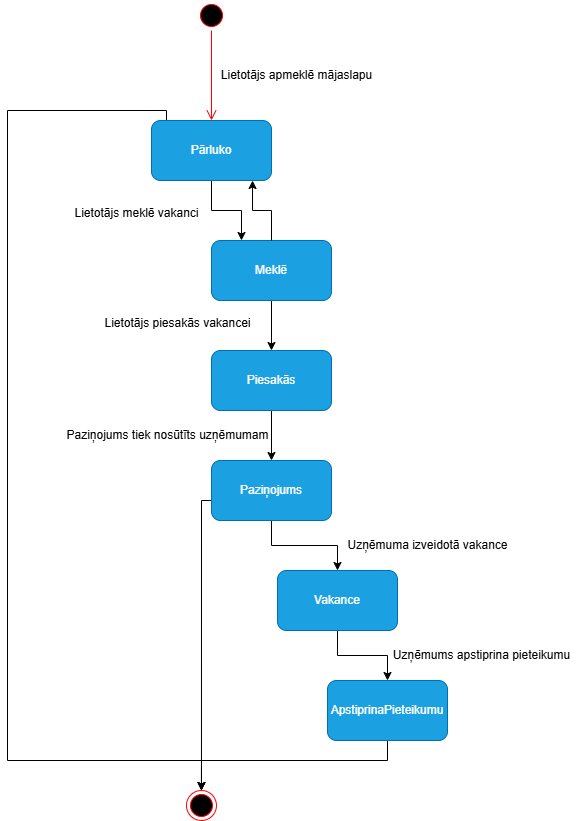 Lietotājs apmeklē mājaslapu
Pārluko
Lietotājs meklē vakanci
Meklē
Lietotājs piesakās vakancei
Piesakās
Paziņojums tiek nosūtīts uzņēmumam
Paziņojums
Uzņēmuma izveidotā vakance
Vakance
Uzņēmums apstiprina pieteikumu
ApstiprinaPieteikumu